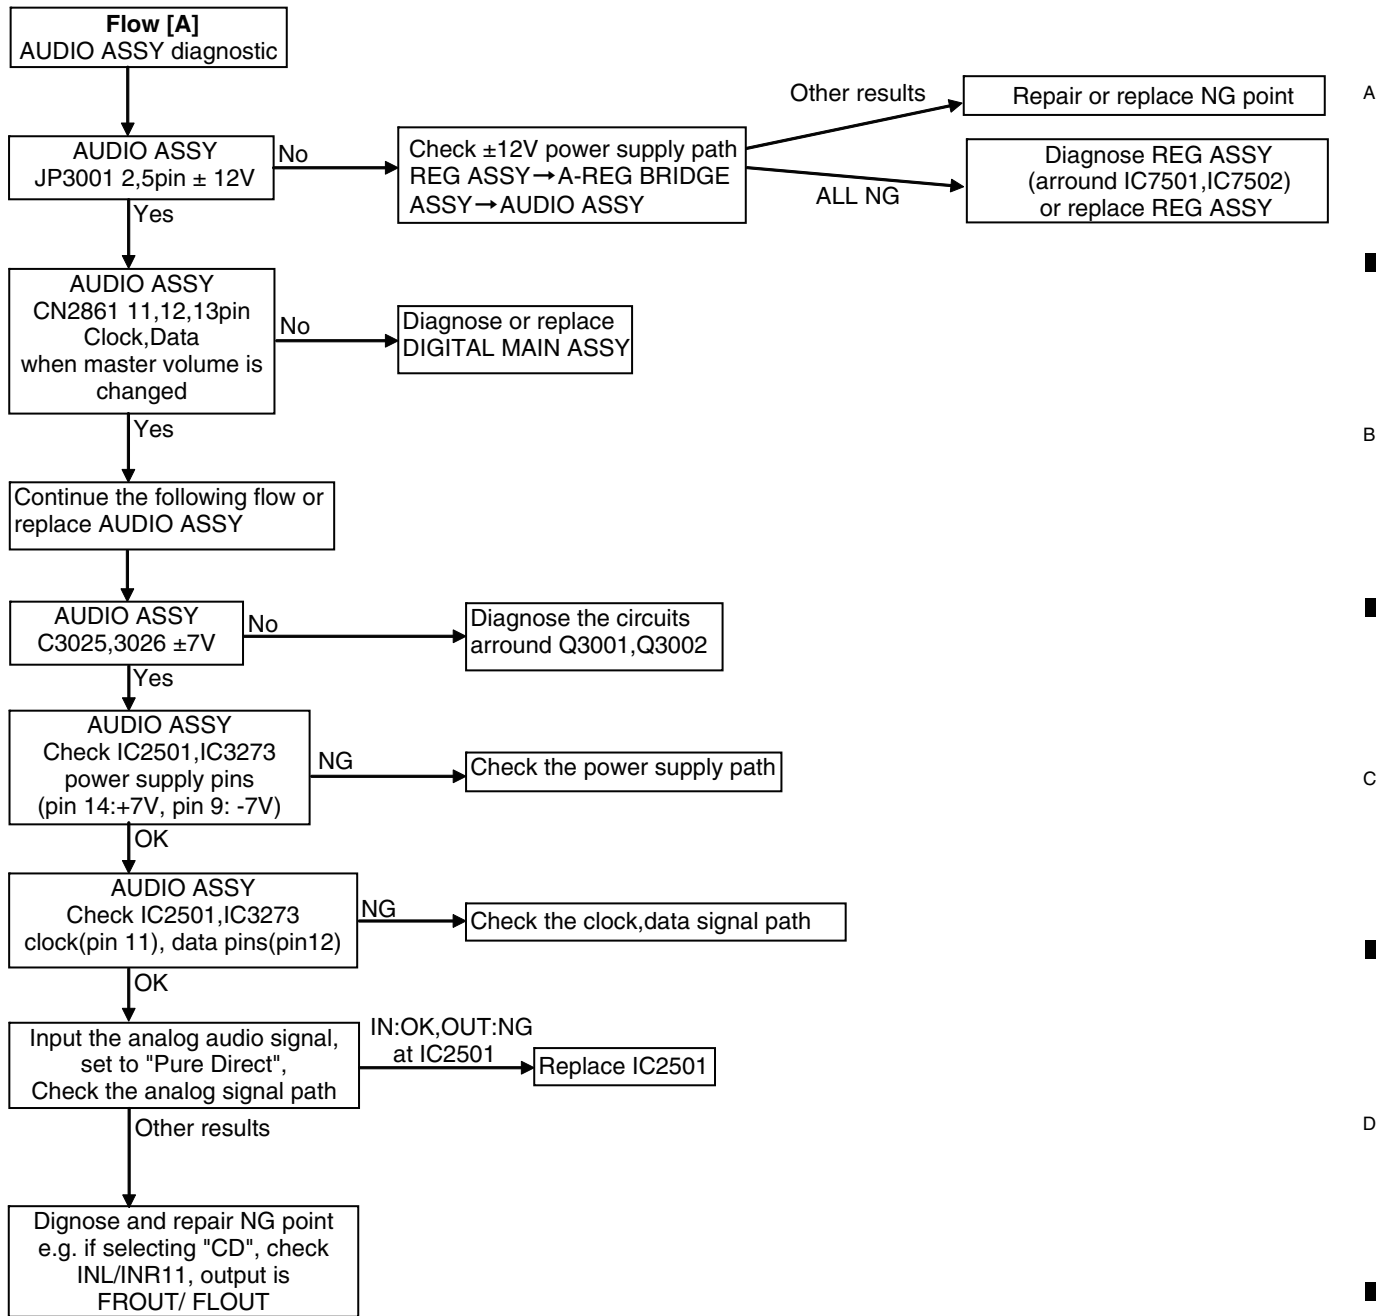 Flow [A]
AUDIO ASSY diagnostic
AUDIO ASSY
JP3001 2,5pin ± 12V
No
Check ±12V power supply path
REG ASSY→A-REG BRIDGE
ASSY→AUDIO ASSY
Other results
Repair or replace NG point
ALL NG
Diagnose REG ASSY
(arround IC7501,IC7502)
or replace REG ASSY
A
Yes
AUDIO ASSY
CN2861 11,12,13pin
Clock,Data
when master volume is
changed
No
Diagnose or replace
DIGITAL MAIN ASSY
Yes
B
Continue the following flow or
replace AUDIO ASSY
AUDIO ASSY
C3025,3026 ±7V
No
Diagnose the circuits
arround Q3001,Q3002
Yes
AUDIO ASSY
Check IC2501,IC3273
power supply pins
(pin 14:+7V, pin 9: -7V)
NG
Check the power supply path
C
OK
AUDIO ASSY
Check IC2501,IC3273
clock(pin 11), data pins(pin12)
NG
Check the clock,data signal path
OK
Input the analog audio signal,
set to "Pure Direct",
Check the analog signal path
IN:OK,OUT:NG
at IC2501
Replace IC2501
Other results
D
Dignose and repair NG point
e.g. if selecting "CD", check
INL/INR11, output is
FROUT/ FLOUT